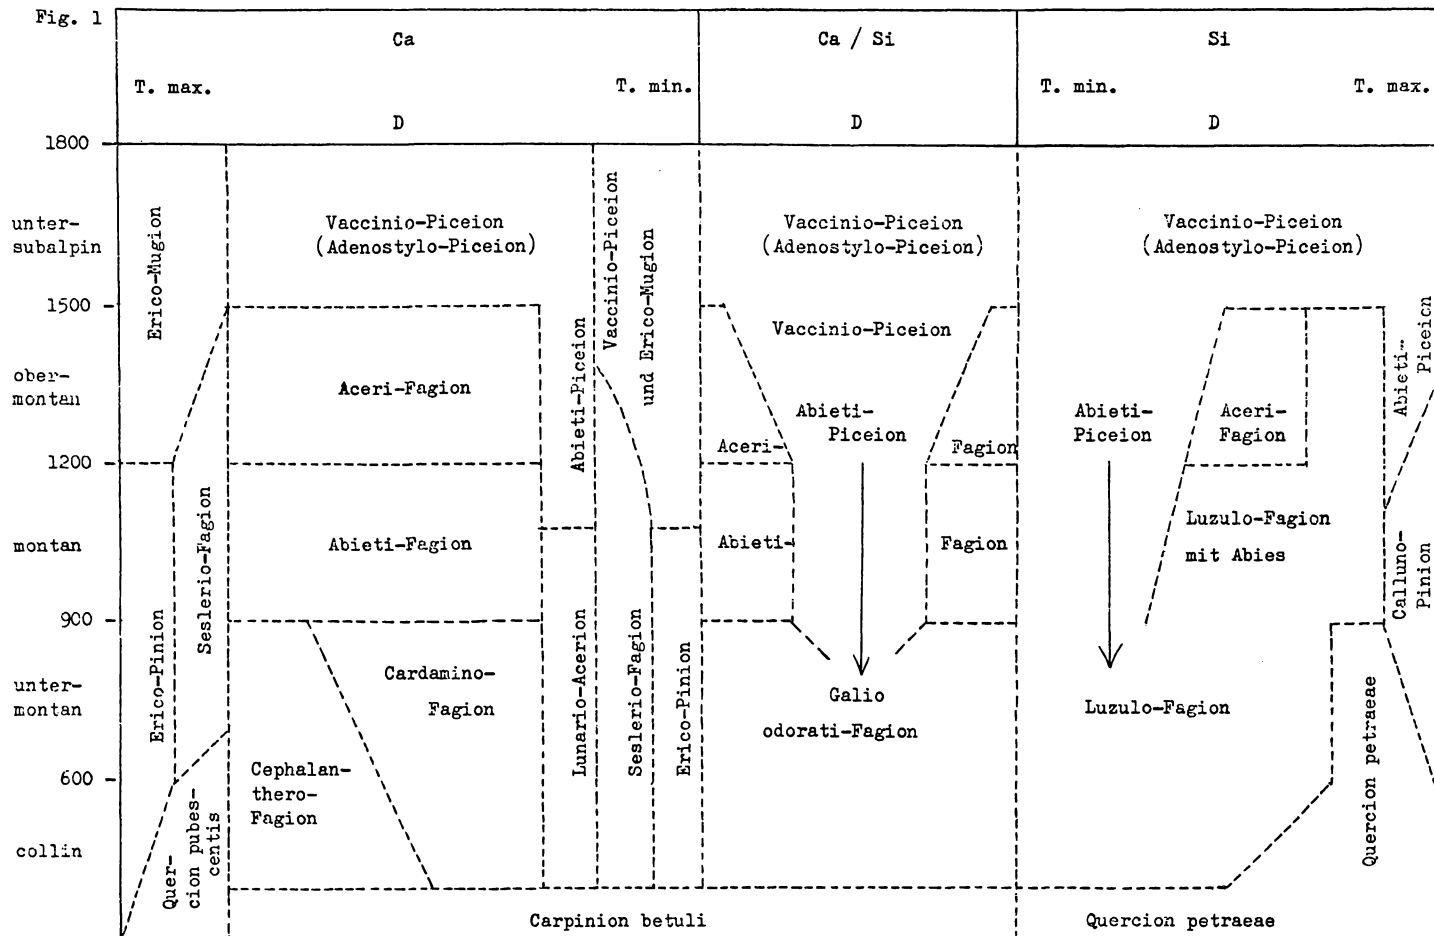 Fig. 1
Ca
Ca / Si
Si
T. max.
T. min.
T. min.
T. max.
D
D
D
1800
unter-
subalpin
1500
ober-
montan
1200
montan
900
unter-
montan
600
collin
Erico-Mugion
Vaccinio-Piceion
(Adenostylo-Piceion)
Vaccinio-Piceion
und Erico-Mugion
Vaccinio-Piceion
(Adenostylo-Piceion)
Vaccinio-Piceion
(Adenostylo-Piceion)
Aceri-Fagion
Abieti-Piceion
Vaccinio-Piceion
Abieti-
Piceion
Aceri-
Fagion
Abieti-
Piceion
Aceri-
Fagion
Abieti-
Piceion
Seslerio-Fagion
Abieti-Fagion
Abieti-
Fagion
Luzulo-Fagion
mit Abies
Calluno-
Pinion
Erico-Pinion
Cardamino-
Fagion
Lunario-Acerion
Seslerio-Fagion
Erico-Pinion
Galio
odorati-Fagion
Luzulo-Fagion
Quercion petraeae
Cephalan-
thero-
Fagion
Quer-
cion pubes-
centis
Carpinion betuli
Quercion petraeae